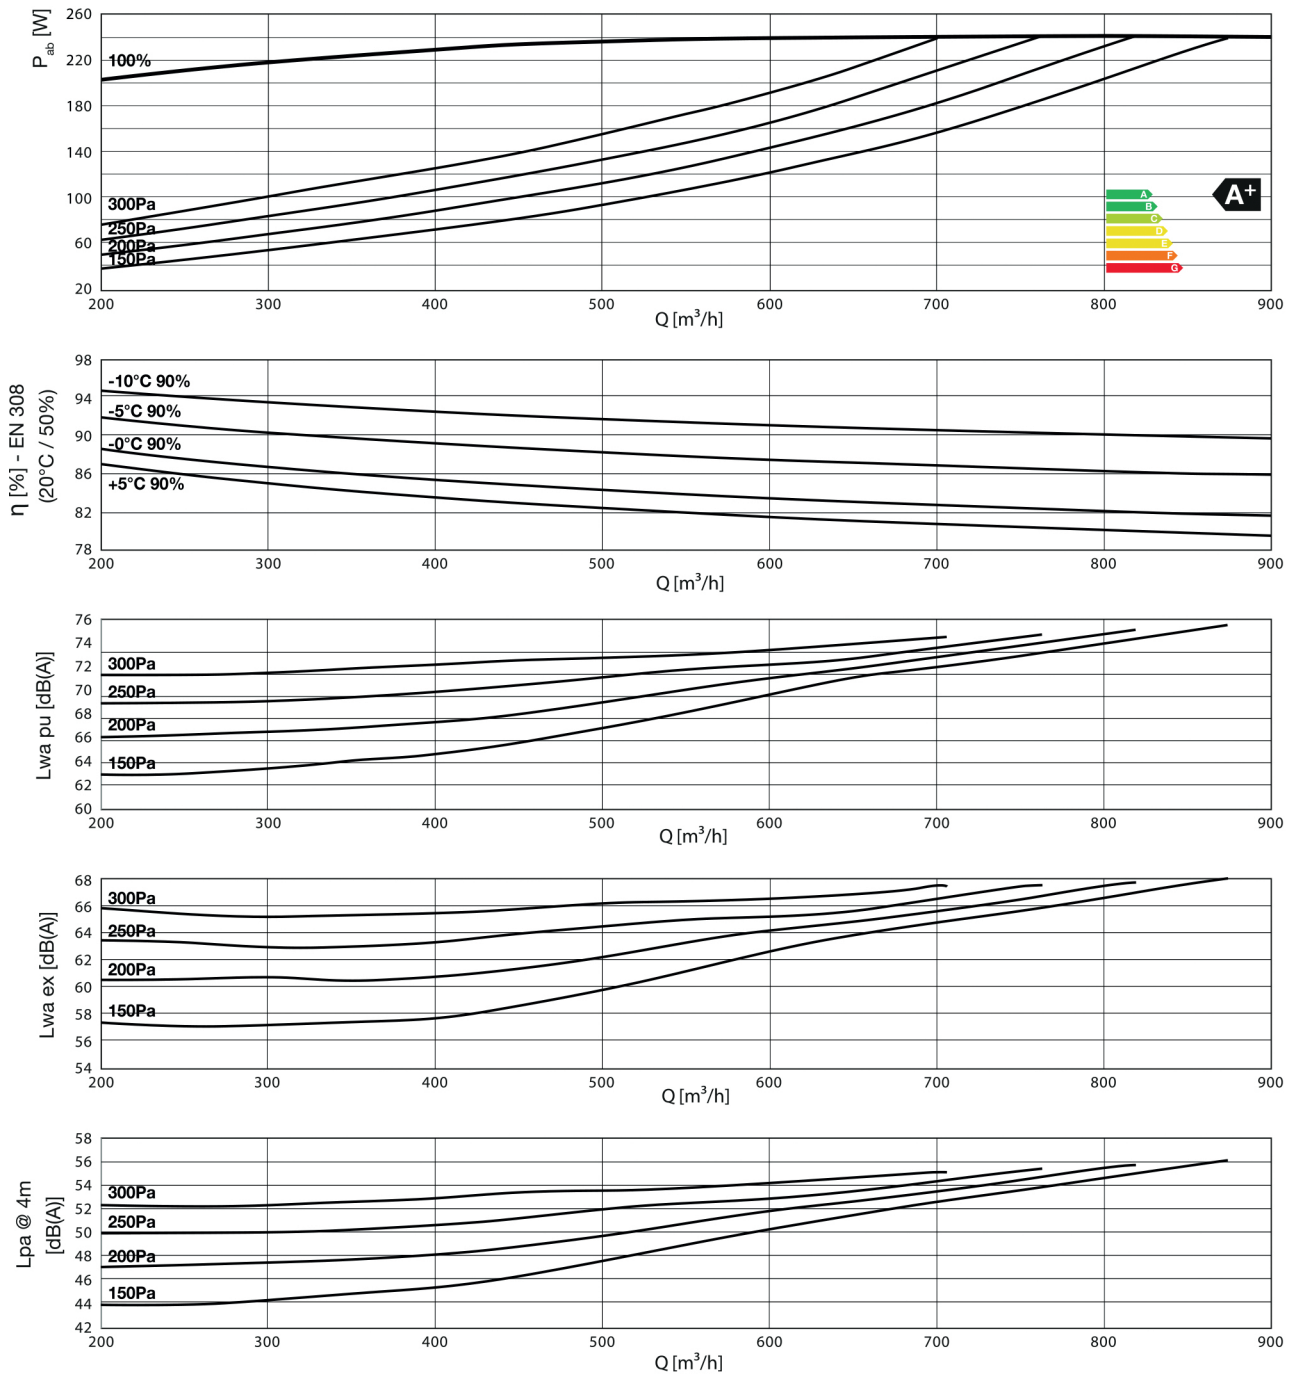 260
220
180
140
100
60
20
P_ab [W]
100%
300Pa
250Pa
200Pa
150Pa
A
B
C
D
E
F
G
A+
200 300 400 500 600 700 800 900
Q [m³/h]
98
94
90
86
82
78
η [%] - EN 308
(20°C / 50%)
-10°C 90%
-5°C 90%
-0°C 90%
+5°C 90%
200 300 400 500 600 700 800 900
Q [m³/h]
76
74
72
70
68
66
64
62
60
Lwa pu [dB(A)]
300Pa
250Pa
200Pa
150Pa
200 300 400 500 600 700 800 900
Q [m³/h]
68
66
64
62
60
58
56
54
Lwa ex [dB(A)]
300Pa
250Pa
200Pa
150Pa
200 300 400 500 600 700 800 900
Q [m³/h]
58
56
54
52
50
48
46
44
42
Lpa @ 4m
[dB(A)]
300Pa
250Pa
200Pa
150Pa
200 300 400 500 600 700 800 900
Q [m³/h]